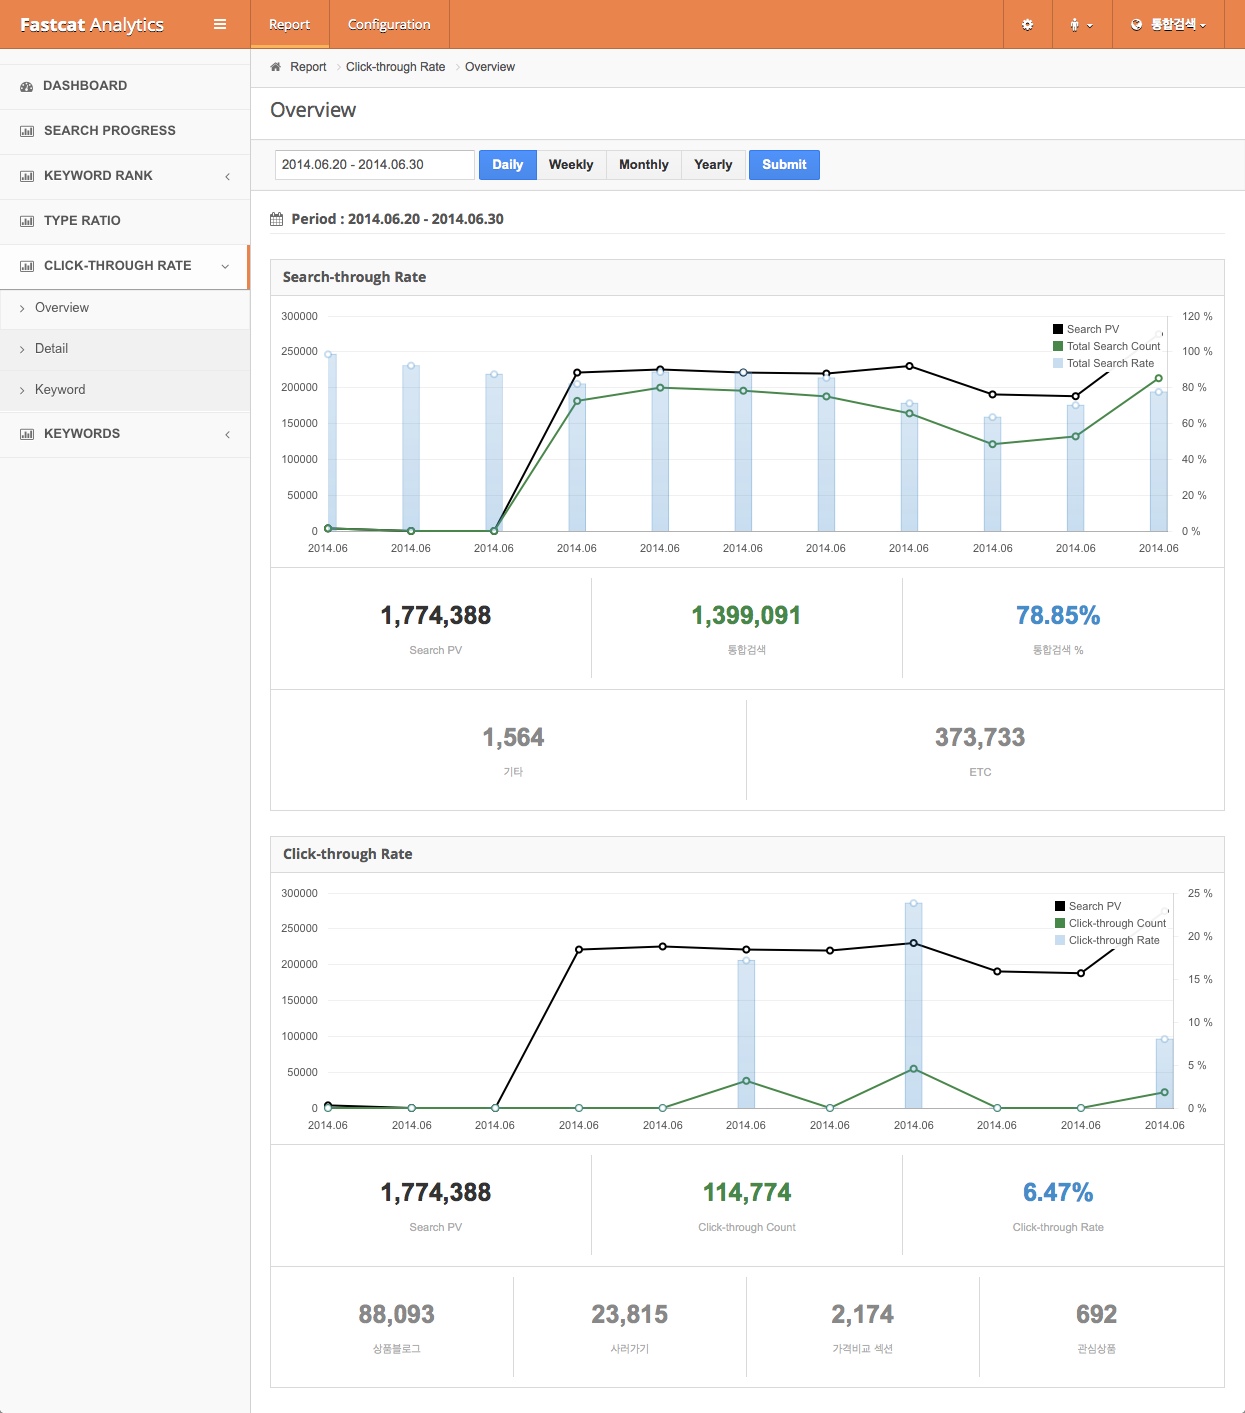 Fastcat Analytics
Report
Configuration
통합검색
Report
Click-through Rate
Overview
DASHBOARD
SEARCH PROGRESS
KEYWORD RANK
TYPE RATIO
CLICK-THROUGH RATE
Overview
Detail
Keyword
KEYWORDS
Overview
2014.06.20 - 2014.06.30
Daily
Weekly
Monthly
Yearly
Submit
Period : 2014.06.20 - 2014.06.30
Search-through Rate
300000
250000
200000
150000
100000
50000
0
120 %
100 %
80 %
60 %
40 %
20 %
0 %
Search PV
Total Search Count
Total Search Rate
2014.06 2014.06 2014.06 2014.06 2014.06 2014.06 2014.06 2014.06 2014.06 2014.06 2014.06
1,774,388
Search PV
1,399,091
통합검색
78.85%
통합검색 %
1,564
기타
373,733
ETC
Click-through Rate
300000
250000
200000
150000
100000
50000
0
25 %
20 %
15 %
10 %
5 %
0 %
Search PV
Click-through Count
Click-through Rate
2014.06 2014.06 2014.06 2014.06 2014.06 2014.06 2014.06 2014.06 2014.06 2014.06 2014.06
1,774,388
Search PV
114,774
Click-through Count
6.47%
Click-through Rate
88,093
상품블로그
23,815
사러가기
2,174
가격비교 섹션
692
관심상품